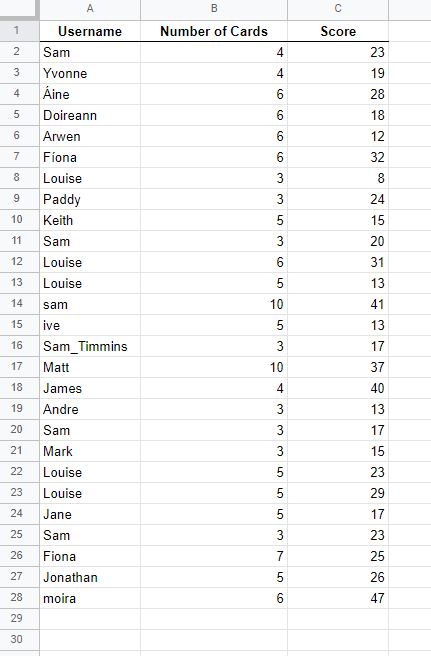 A B C
1 Username Number of Cards Score
2 Sam 4 23
3 Yvonne 4 19
4 Áine 6 28
5 Doireann 6 18
6 Arwen 6 12
7 Fíona 6 32
8 Louise 3 8
9 Paddy 3 24
10 Keith 5 15
11 Sam 3 20
12 Louise 6 31
13 Louise 5 13
14 sam 10 41
15 ive 5 13
16 Sam_Timmins 3 17
17 Matt 10 37
18 James 4 40
19 Andre 3 13
20 Sam 3 17
21 Mark 3 15
22 Louise 5 23
23 Louise 5 29
24 Jane 5 17
25 Sam 3 23
26 Fiona 7 25
27 Jonathan 5 26
28 moira 6 47
29
30